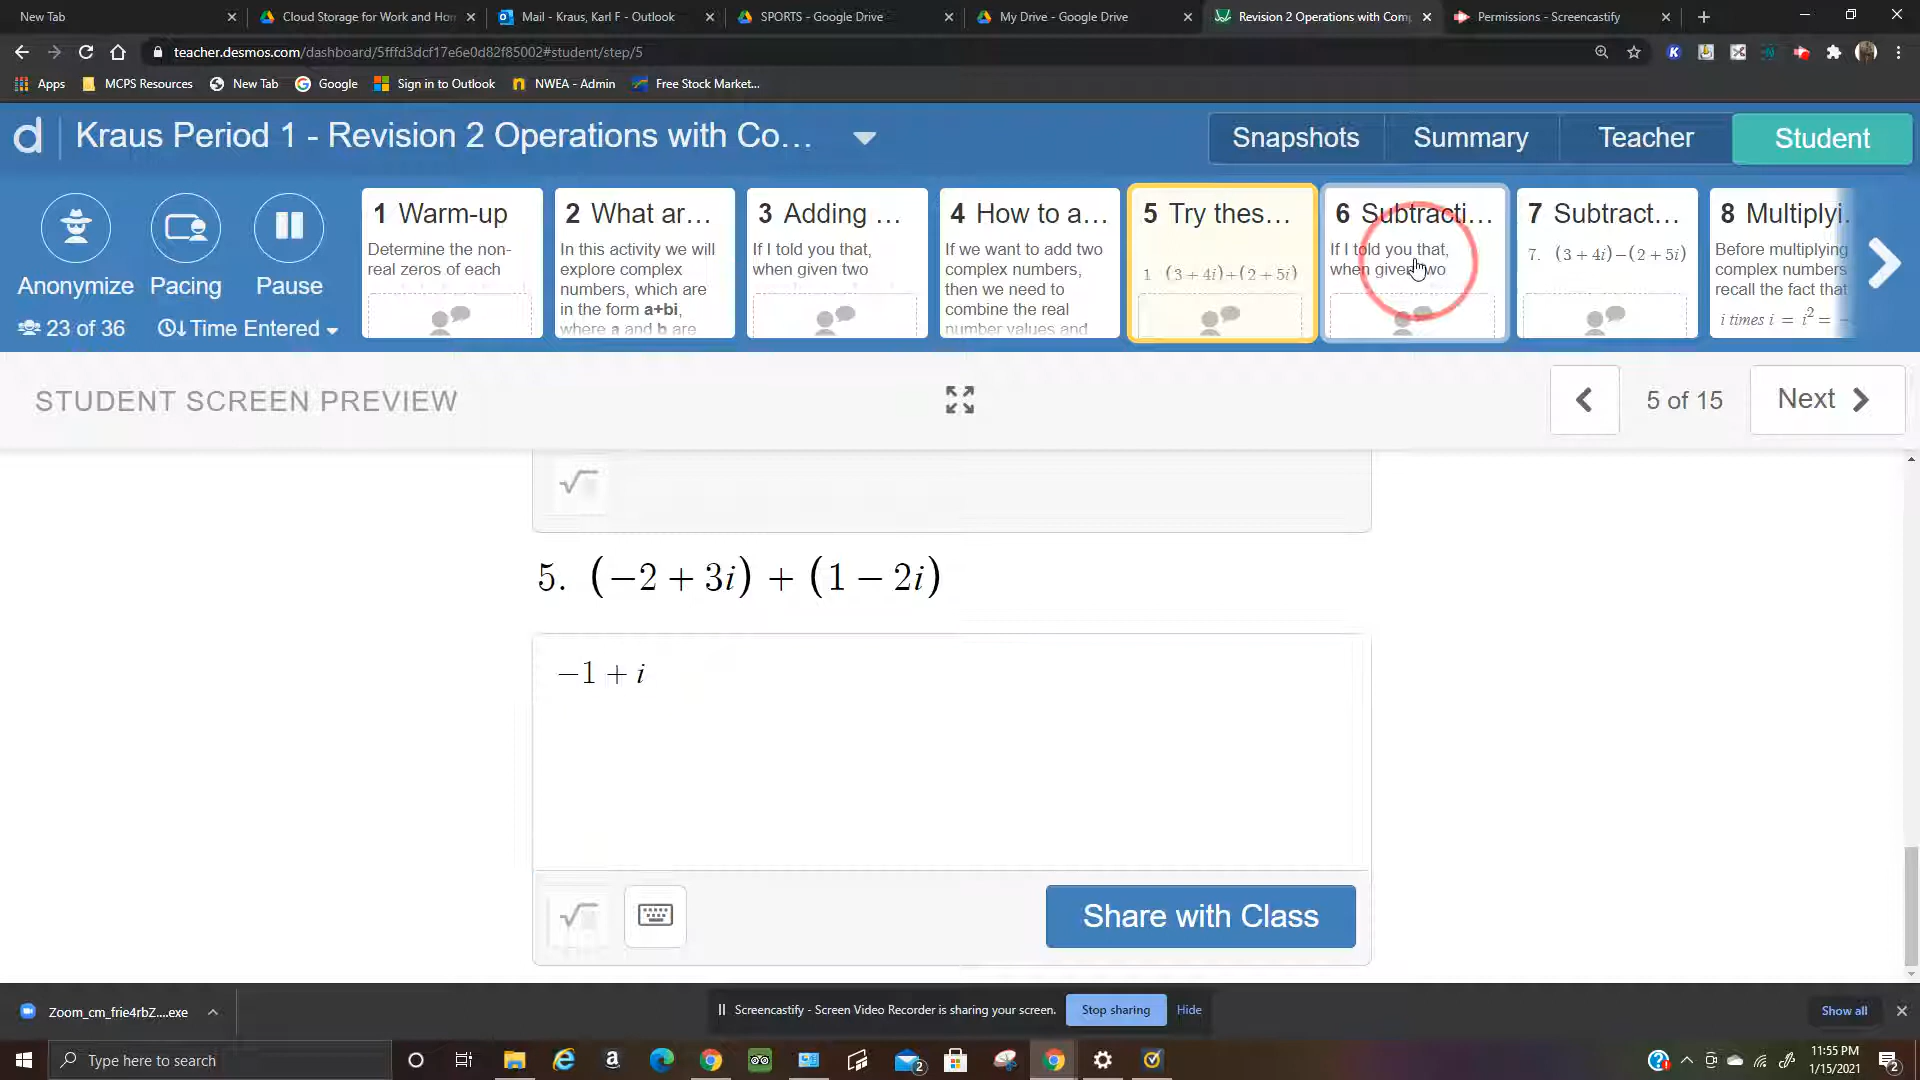 New Tab
Cloud Storage for Work and Hom
Mail - Kraus, Karl F - Outlook
SPORTS - Google Drive
My Drive - Google Drive
Revision 2 Operations with Comp
Permissions - Screencastify
teacher.desmos.com/dashboard/5fffd3dcf17e6e0d82f85002#student/step/5
Apps
MCPS Resources
New Tab
Google
Sign in to Outlook
NWEA - Admin
Free Stock Market...
d
Kraus Period 1 - Revision 2 Operations with Co...
Snapshots
Summary
Teacher
Student
Anonymize
Pacing
Pause
23 of 36
Time Entered
1 Warm-up
Determine the non-
real zeros of each
2 What ar...
In this activity we will
explore complex
numbers, which are
in the form a+bi,
where a and b are
3 Adding ...
If I told you that,
when given two
4 How to a...
If we want to add two
complex numbers,
then we need to
combine the real
number values and
5 Try thes...
1 (3 + 4i)+(2 + 5i)
6 Subtracti...
If I told you that,
when given two
7 Subtract...
7. (3 + 4i)−(2 + 5i)
8 Multiplyi.
Before multiplying
complex numbers
recall the fact that
i times i = i² = −
STUDENT SCREEN PREVIEW
5 of 15
Next
5. (−2 + 3i) + (1 − 2i)
−1 + i
Share with Class
Zoom_cm_frie4rbZ....exe
Screencastify - Screen Video Recorder is sharing your screen.
Stop sharing
Hide
Show all
Type here to search
2
11:55 PM
1/15/2021
2